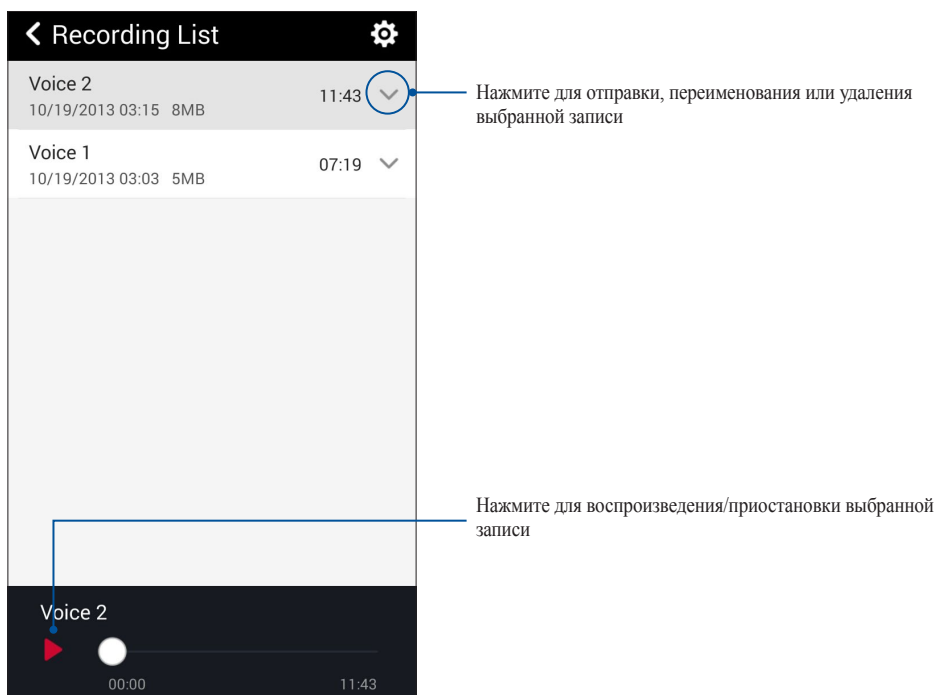 Recording List
Voice 2
11:43
10/19/2013 03:15 8MB
Нажмите для отправки, переименования или удаления
выбранной записи
Voice 1
07:19
10/19/2013 03:03 5MB
Нажмите для воспроизведения/приостановки выбранной
записи
Voice 2
00:00 11:43